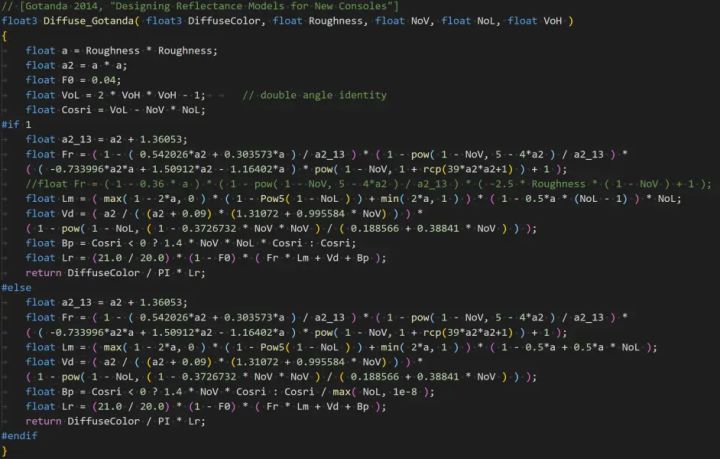 // [Gotanda 2014, "Designing Reflectance Models for New Consoles"]
float3 Diffuse_Gotanda( float3 DiffuseColor, float Roughness, float NoV, float NoL, float VoH )
{
float a = Roughness * Roughness;
float a2 = a * a;
float F0 = 0.04;
float VoL = 2 * VoH * VoH - 1; // double angle identity
float Cosri = VoL - NoV * NoL;
#if 1
float a2_13 = a2 + 1.36053;
float Fr = ( 1 - ( 0.542026*a2 + 0.303573*a ) / a2_13 ) * ( 1 - pow( 1 - NoV, 5 - 4*a2 ) / a2_13 ) *
( ( -0.733996*a2*a + 1.50912*a2 - 1.16402*a ) * pow( 1 - NoV, 1 + rcp(39*a2*a2+1) ) + 1 );
//float Fr = ( 1 - 0.36 * a ) * ( 1 - pow( 1 - NoV, 5 - 4*a2 ) / a2_13 ) * ( -2.5 * Roughness * ( 1 - NoV ) + 1 );
float Lm = ( max( 1 - 2*a, 0 ) * ( 1 - Pow5( 1 - NoL ) ) + min( 2*a, 1 ) ) * ( 1 - 0.5*a * (NoL - 1) ) * NoL;
float Vd = ( a2 / ( (a2 + 0.09) * (1.31072 + 0.995584 * NoV) ) ) *
( 1 - pow( 1 - NoL, ( 1 - 0.3726732 * NoV * NoV ) / ( 0.188566 + 0.38841 * NoV ) ) );
float Bp = Cosri < 0 ? 1.4 * NoV * NoL * Cosri : Cosri;
float Lr = (21.0 / 20.0) * (1 - F0) * ( Fr * Lm + Vd + Bp );
return DiffuseColor / PI * Lr;
#else
float a2_13 = a2 + 1.36053;
float Fr = ( 1 - ( 0.542026*a2 + 0.303573*a ) / a2_13 ) * ( 1 - pow( 1 - NoV, 5 - 4*a2 ) / a2_13 ) *
( ( -0.733996*a2*a + 1.50912*a2 - 1.16402*a ) * pow( 1 - NoV, 1 + rcp(39*a2*a2+1) ) + 1 );
float Lm = ( max( 1 - 2*a, 0 ) * ( 1 - Pow5( 1 - NoL ) ) + min( 2*a, 1 ) ) * ( 1 - 0.5*a + 0.5*a * NoL );
float Vd = ( a2 / ( (a2 + 0.09) * (1.31072 + 0.995584 * NoV) ) ) *
( 1 - pow( 1 - NoL, ( 1 - 0.3726732 * NoV * NoV ) / ( 0.188566 + 0.38841 * NoV ) ) );
float Bp = Cosri < 0 ? 1.4 * NoV * Cosri : Cosri / max( NoL, 1e-8 );
float Lr = (21.0 / 20.0) * (1 - F0) * ( Fr * Lm + Vd + Bp );
return DiffuseColor / PI * Lr;
#endif
}